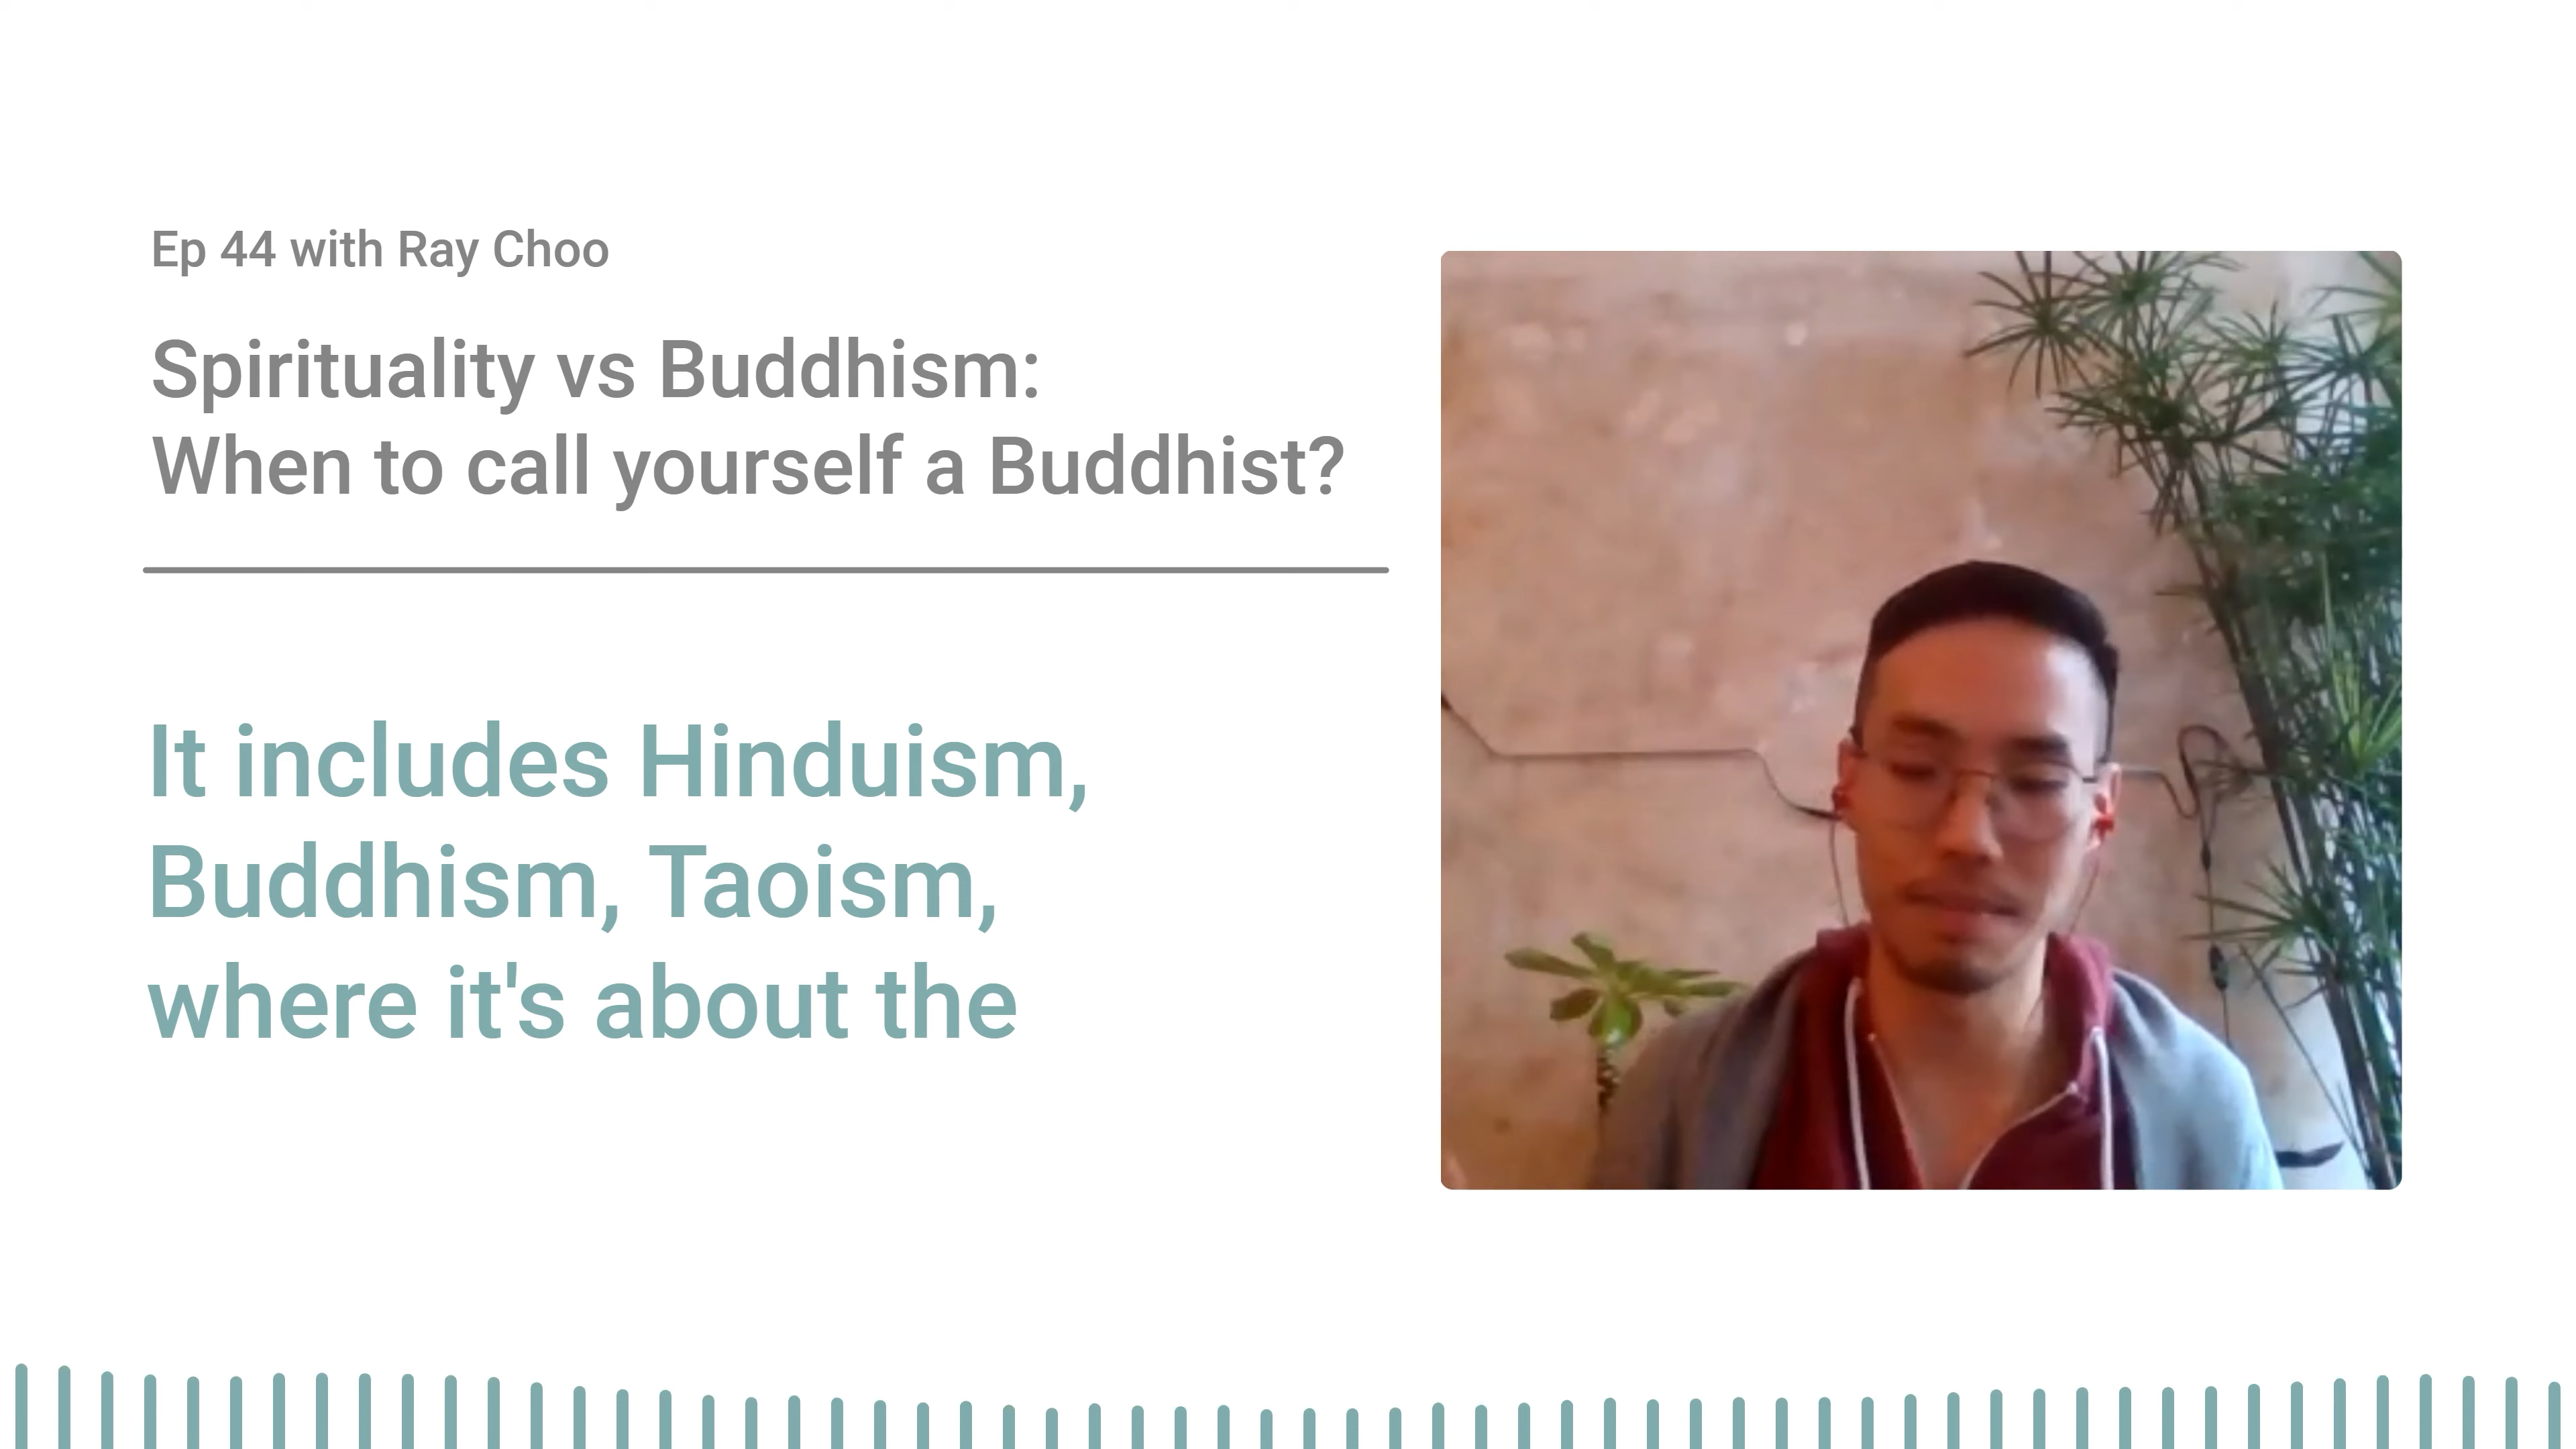 Ep 44 with Ray Choo
Spirituality vs Buddhism:
When to call yourself a Buddhist?
It includes Hinduism,
Buddhism, Taoism,
where it's about the